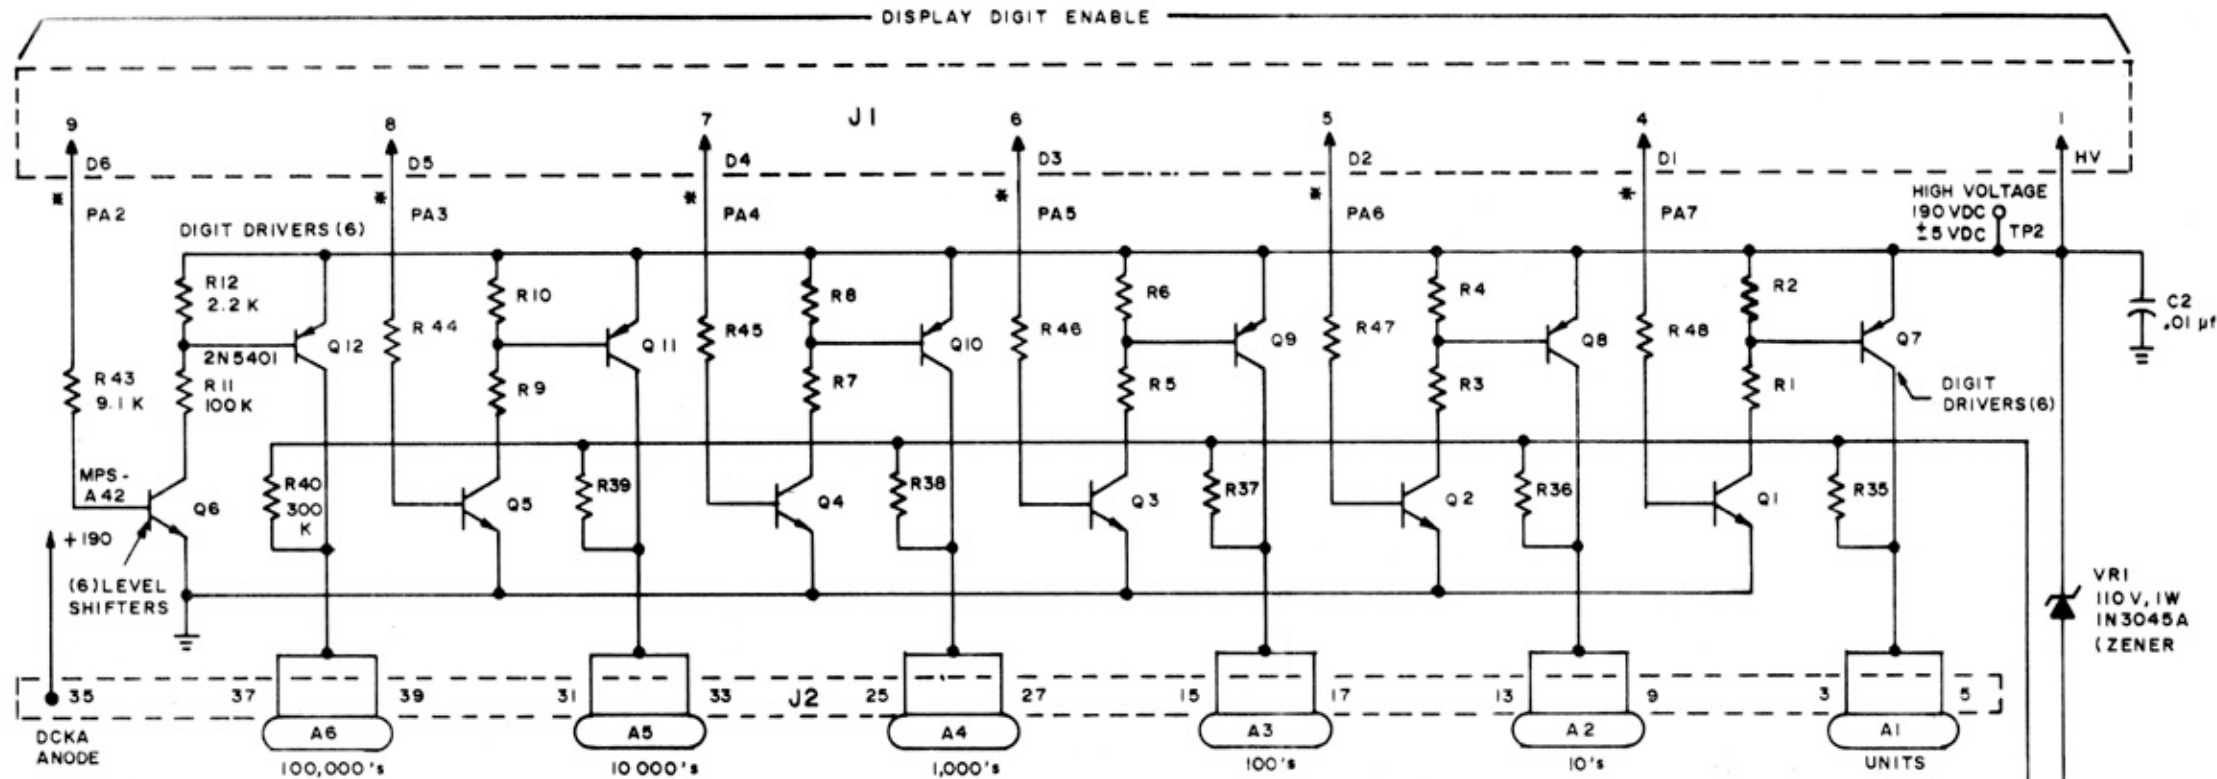 DISPLAY DIGIT ENABLE
J1
9 8 7 6 5 4 1
D6 D5 D4 D3 D2 D1 HV
* PA2 * PA3 * PA4 * PA5 * PA6 * PA7
HIGH VOLTAGE
190 VDC
±5 VDC TP2
DIGIT DRIVERS (6)
R12
2.2 K
R10 R8 R6 R4 R2
C2
.01 µf
R44 R45 R46 R47 R48
Q12 Q11 Q10 Q9 Q8 Q7
2N5401
R43
9.1 K
R11
100K
R9 R7 R5 R3 R1
DIGIT
DRIVERS (6)
MPS-
A42
Q6
R40
300
K
Q5 R39 Q4 R38 Q3 R37 Q2 R36 Q1 R35
+190
(6) LEVEL
SHIFTERS
VR1
110 V, 1W
1N3045A
(ZENER
35 37 39 31 33 25 27 15 17 13 9 3 5
J2
DCKA
ANODE
A6 A5 A4 A3 A2 A1
100,000's 10 000's 1,000's 100's 10's UNITS